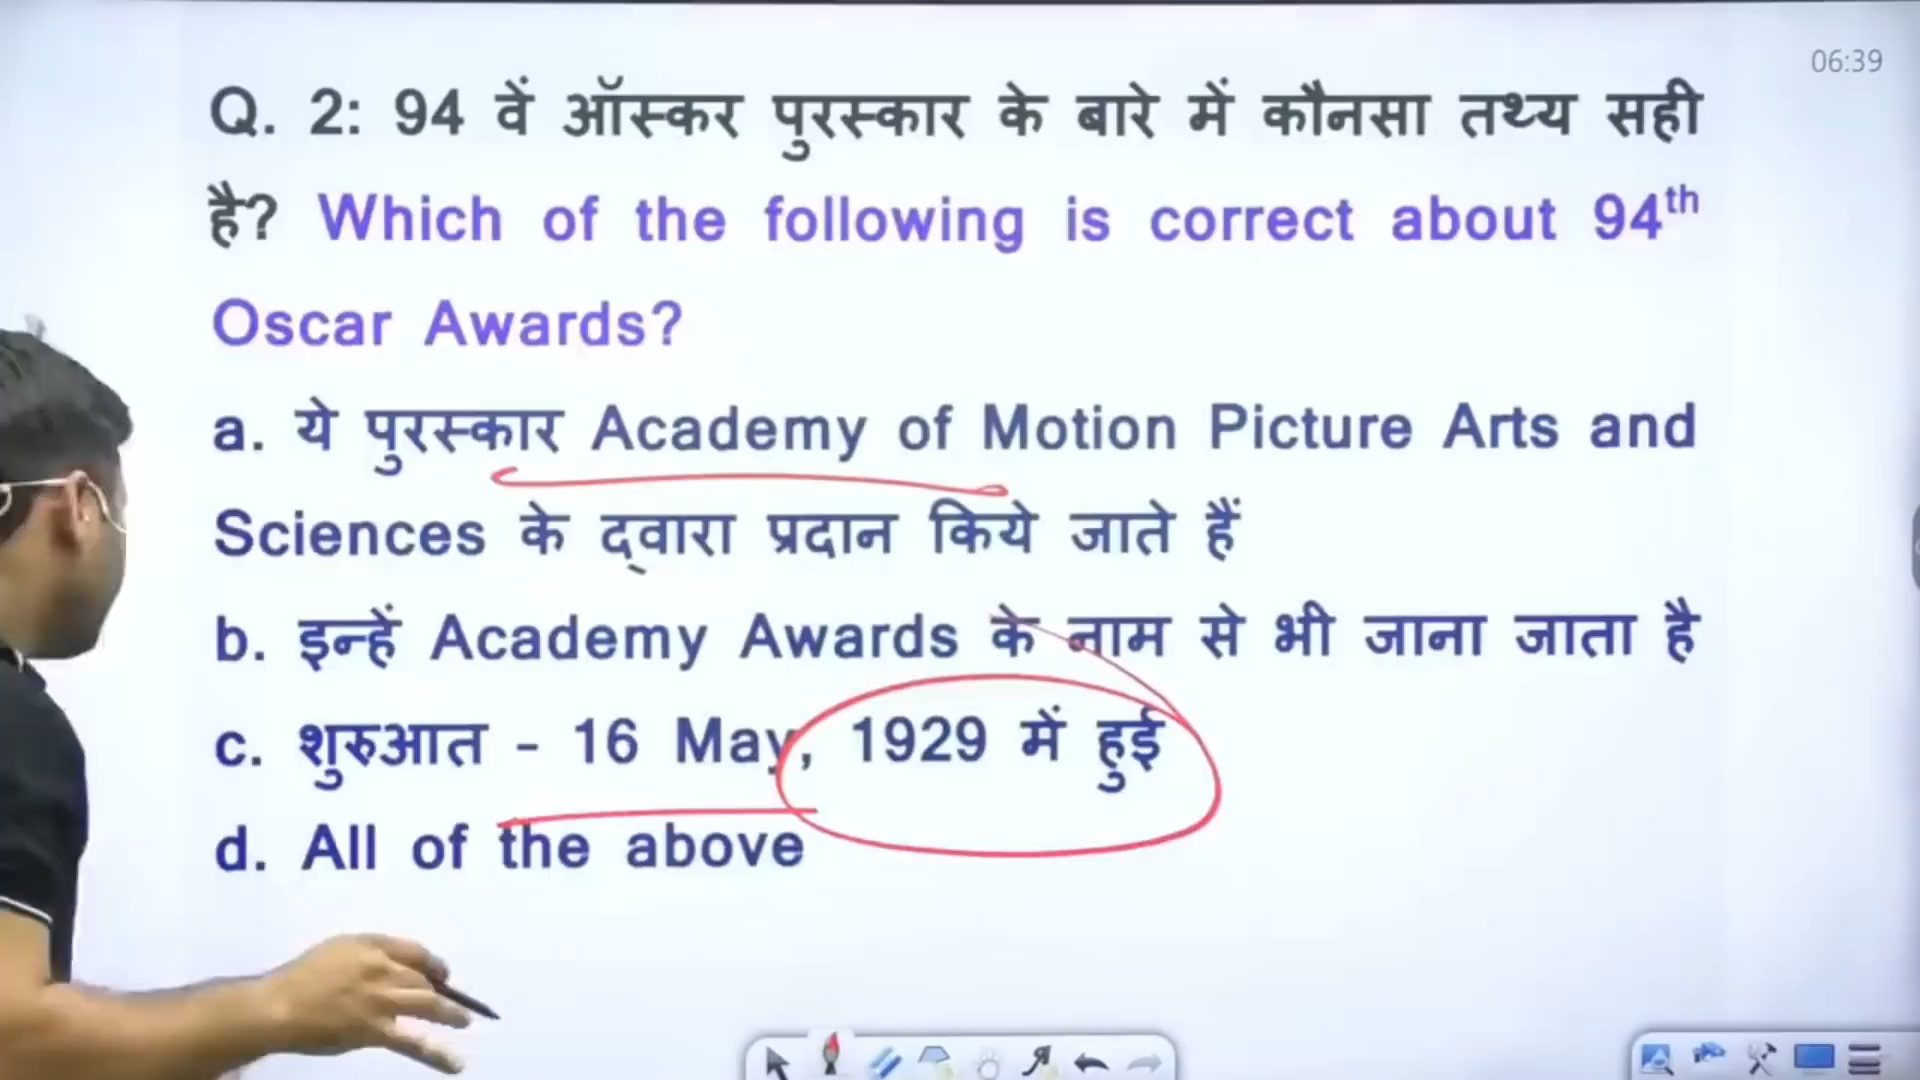 06:39
Q. 2: 94 वें ऑस्कर पुरस्कार के बारे में कौनसा तथ्य सही
है? Which of the following is correct about 94th
Oscar Awards?
a. ये पुरस्कार Academy of Motion Picture Arts and
Sciences के द्वारा प्रदान किये जाते हैं
b. इन्हें Academy Awards के नाम से भी जाना जाता है
c. शुरुआत - 16 May, 1929 में हुई
d. All of the above